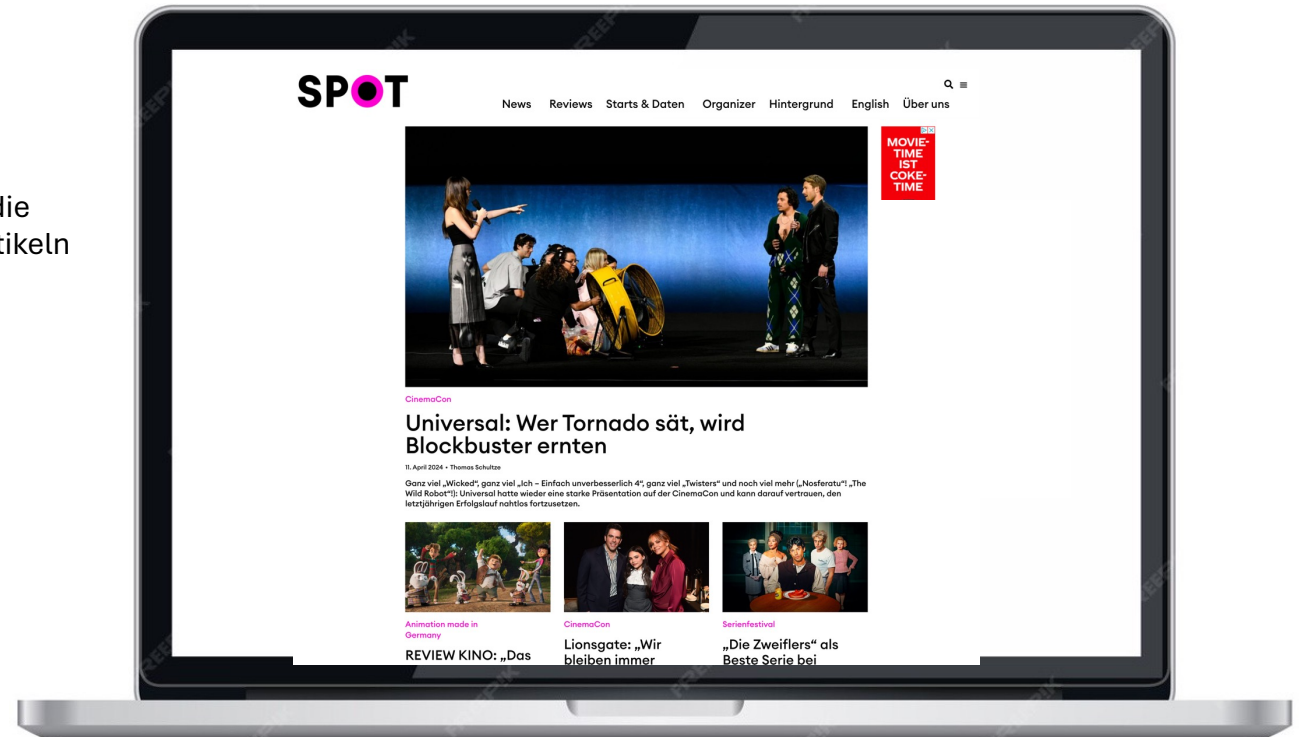 die
tikeln
SPOT
News Reviews Starts & Daten Organizer Hintergrund English Über uns
MOVIE-
TIME
IST
COKE-
TIME
CinemaCon
Universal: Wer Tornado sät, wird
Blockbuster ernten
11. April 2024 • Thomas Schultze
Ganz viel „Wicked“, ganz viel „Ich – Einfach unverbesserlich 4“, ganz viel „Twisters“ und noch viel mehr („Nosferatu“! „The
Wild Robot“!): Universal hatte wieder eine starke Präsentation auf der CinemaCon und kann darauf vertrauen, den
letztjährigen Erfolgslauf nahtlos fortzusetzen.
Animation made in
Germany
REVIEW KINO: „Das
CinemaCon
Lionsgate: „Wir
bleiben immer
Serienfestival
„Die Zweiflers“ als
Beste Serie bei